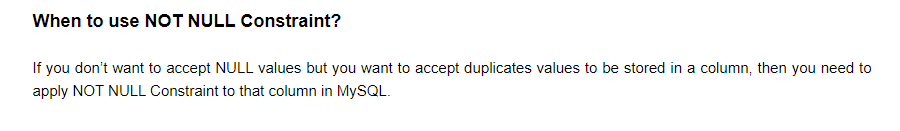 When to use NOT NULL Constraint?
If you don’t want to accept NULL values but you want to accept duplicates values to be stored in a column, then you need to
apply NOT NULL Constraint to that column in MySQL.